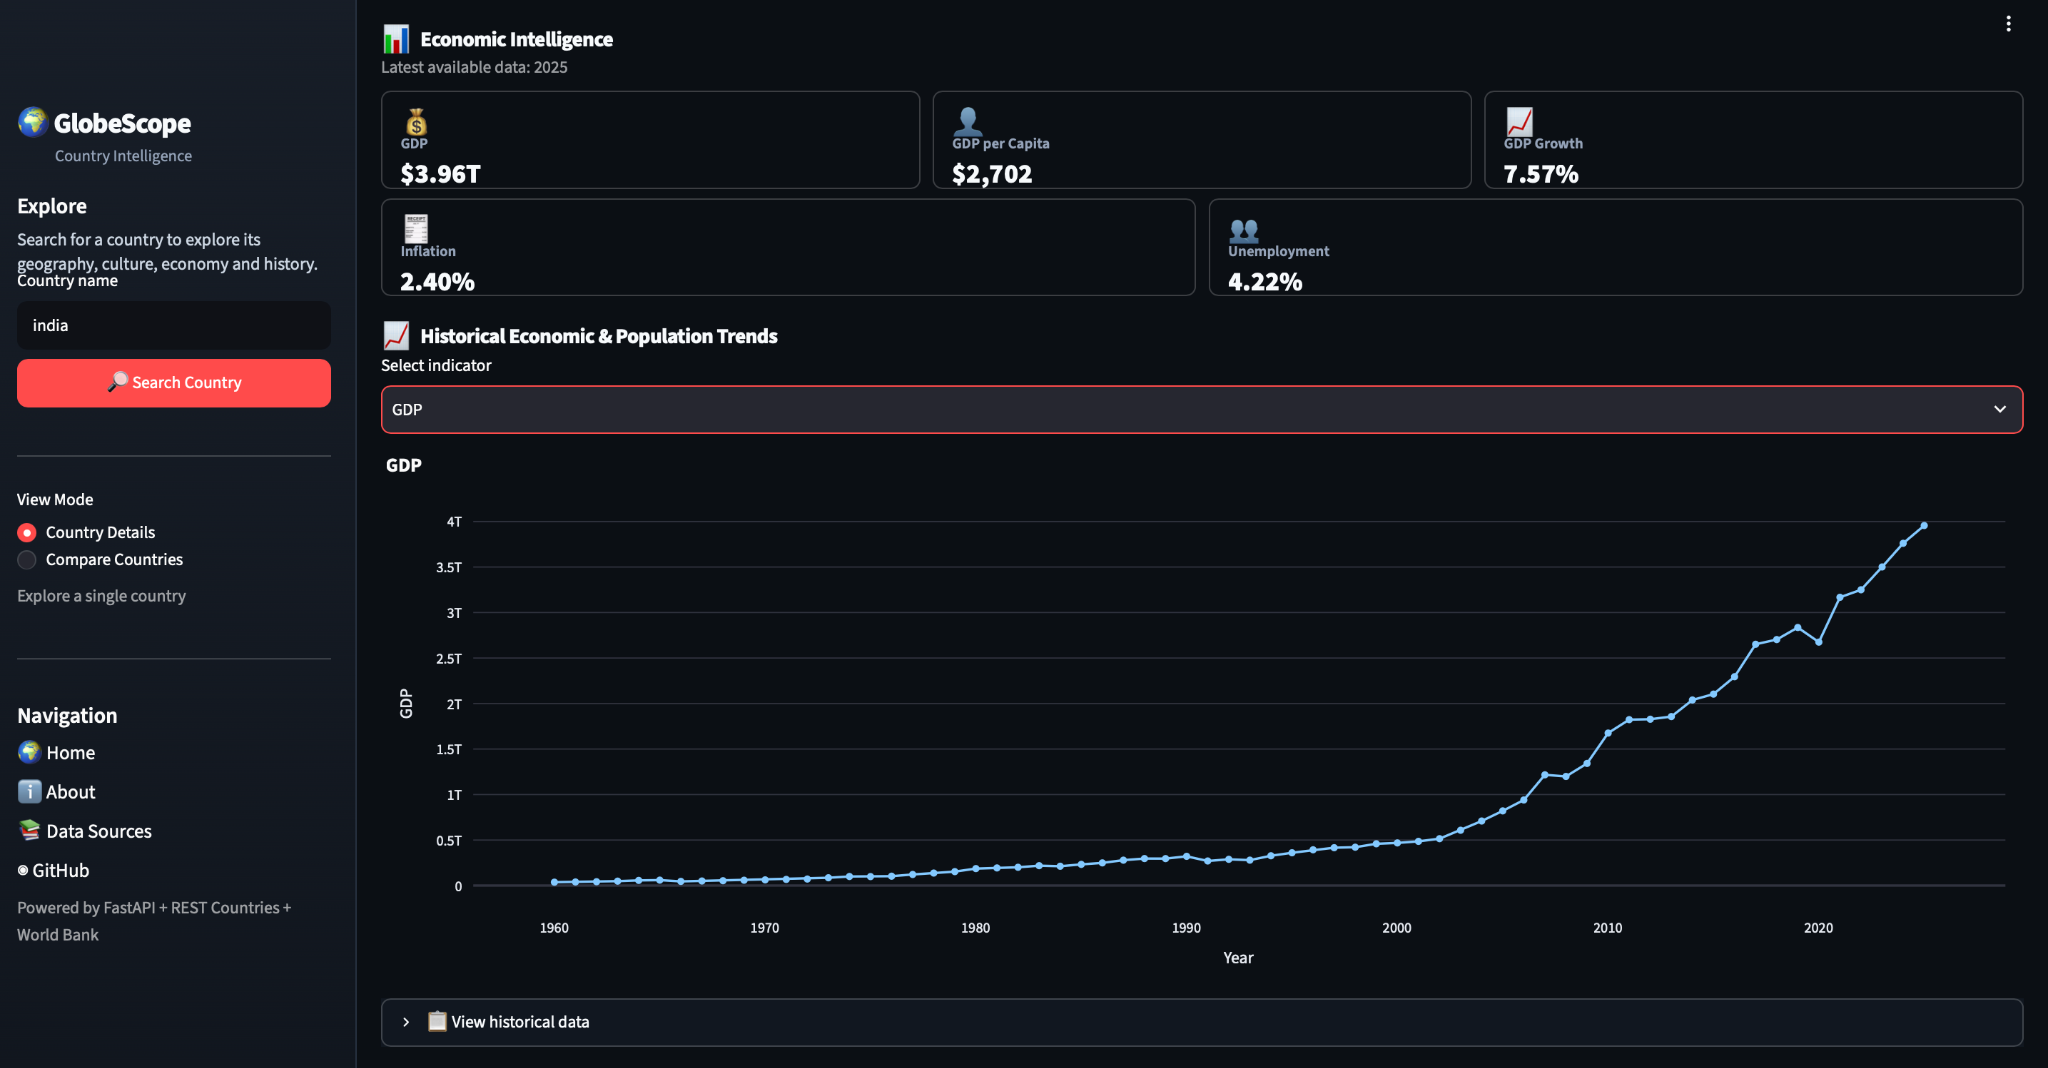 GlobeScope
Country Intelligence
Explore
Search for a country to explore its
geography, culture, economy and history.
Country name
india
Search Country
View Mode
Country Details
Compare Countries
Explore a single country
Navigation
Home
About
Data Sources
GitHub
Powered by FastAPI + REST Countries +
World Bank
Economic Intelligence
Latest available data: 2025
GDP
$3.96T
GDP per Capita
$2,702
GDP Growth
7.57%
Inflation
2.40%
Unemployment
4.22%
Historical Economic & Population Trends
Select indicator
GDP
GDP
4T
3.5T
3T
2.5T
2T
1.5T
1T
0.5T
0
GDP
1960 1970 1980 1990 2000 2010 2020
Year
View historical data